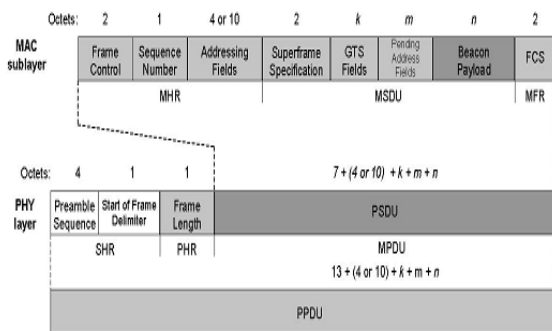 Octets: 2 1 4 or 10 2 k m n 2
MAC sublayer
Frame Control
Sequence Number
Addressing Fields
Superframe Specification
GTS Fields
Pending Address Fields
Beacon Payload
FCS
MHR MSDU MFR
Octets: 4 1 1 7 + (4 or 10) + k + m + n
PHY layer
Preamble Sequence
Start of Frame Delimiter
Frame Length
PSDU
SHR PHR MPDU
13 + (4 or 10) + k + m + n
PPDU